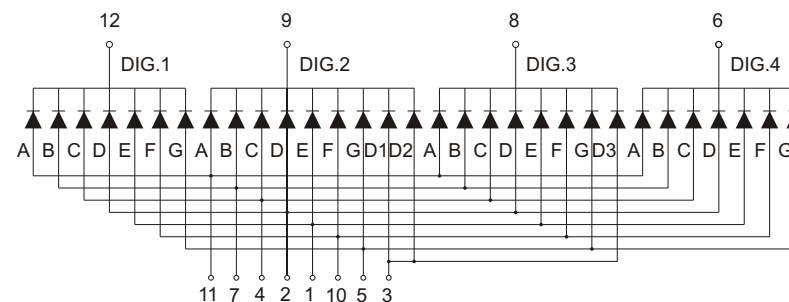 12 9 8 6
DIG.1 DIG.2 DIG.3 DIG.4
A B C D E F G A B C D E F G D1 D2 A B C D E F G D3 A B C D E F G
11 7 4 2 1 10 5 3